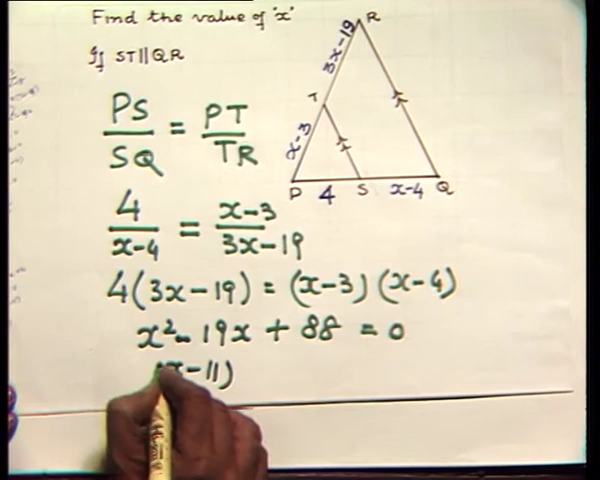 Find the value of 'x'
If ST||QR
PS/SQ = PT/TR
4/x-4 = x-3/3x-19
4(3x-19) = (x-3)(x-4)
x²-19x+88 = 0
(x-11)
R
3x-19
T
x-3
P 4 S x-4 Q